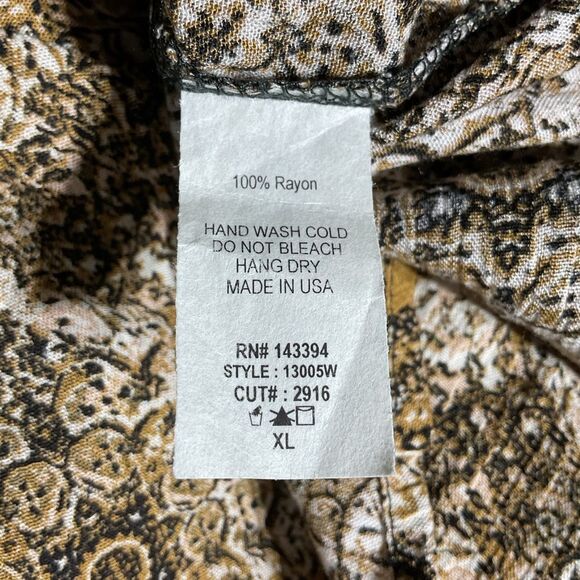 100% Rayon
HAND WASH COLD
DO NOT BLEACH
HANG DRY
MADE IN USA
RN# 143394
STYLE : 13005W
CUT# : 2916
XL